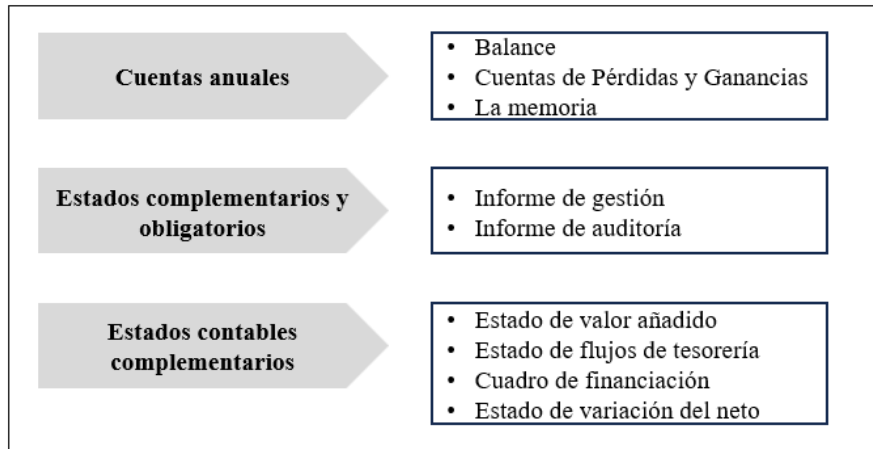 Cuentas anuales
• Balance
• Cuentas de Pérdidas y Ganancias
• La memoria
Estados complementarios y
obligatorios
• Informe de gestión
• Informe de auditoría
Estados contables
complementarios
• Estado de valor añadido
• Estado de flujos de tesorería
• Cuadro de financiación
• Estado de variación del neto